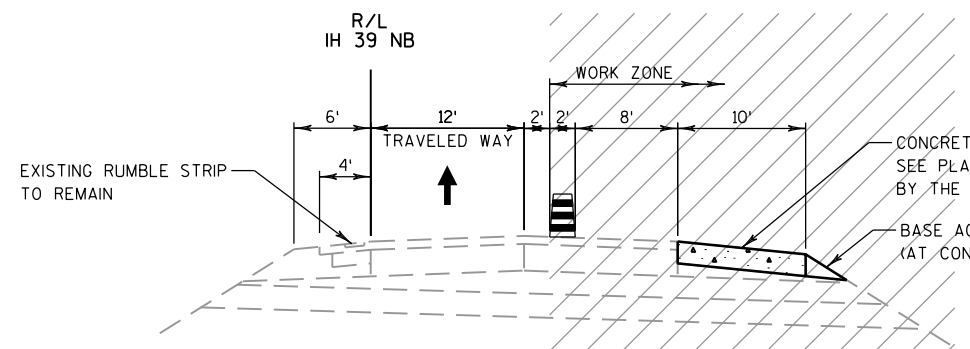 R/L
IH 39 NB
WORK ZONE
6'
12'
2'
2'
8'
10'
TRAVELED WAY
4'
EXISTING RUMBLE STRIP
TO REMAIN
CONCRET
SEE PLA
BY THE
BASE AG
(AT CON